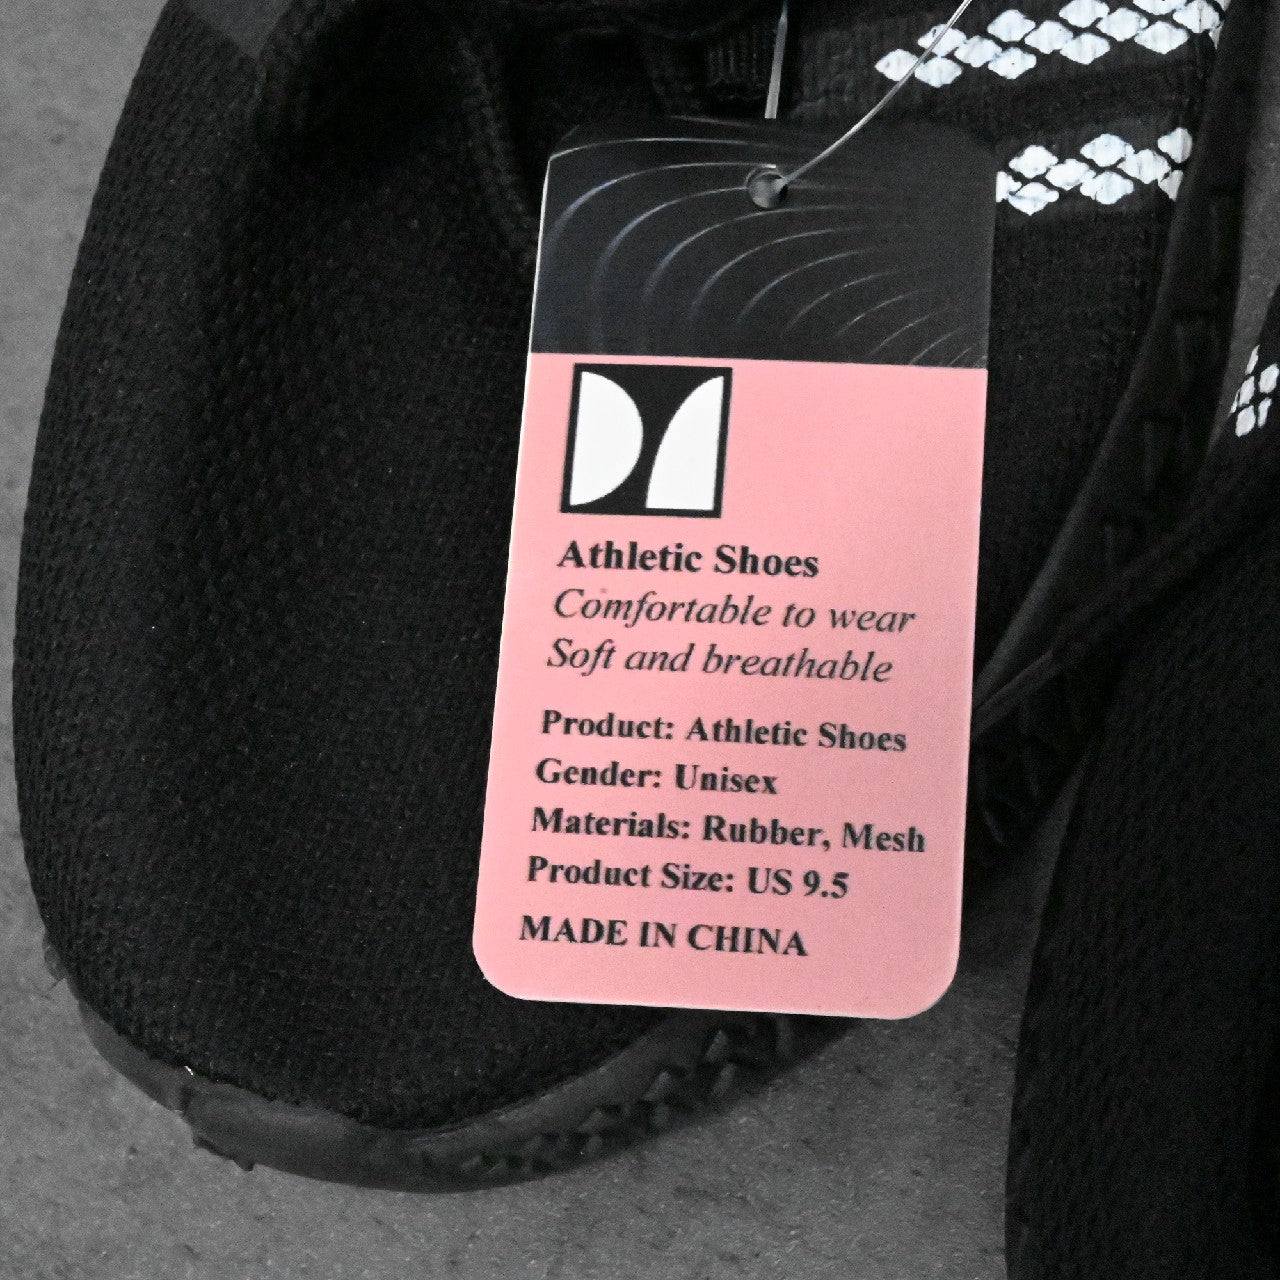 Athletic Shoes
Comfortable to wear
Soft and breathable
Product: Athletic Shoes
Gender: Unisex
Materials: Rubber, Mesh
Product Size: US 9.5
MADE IN CHINA